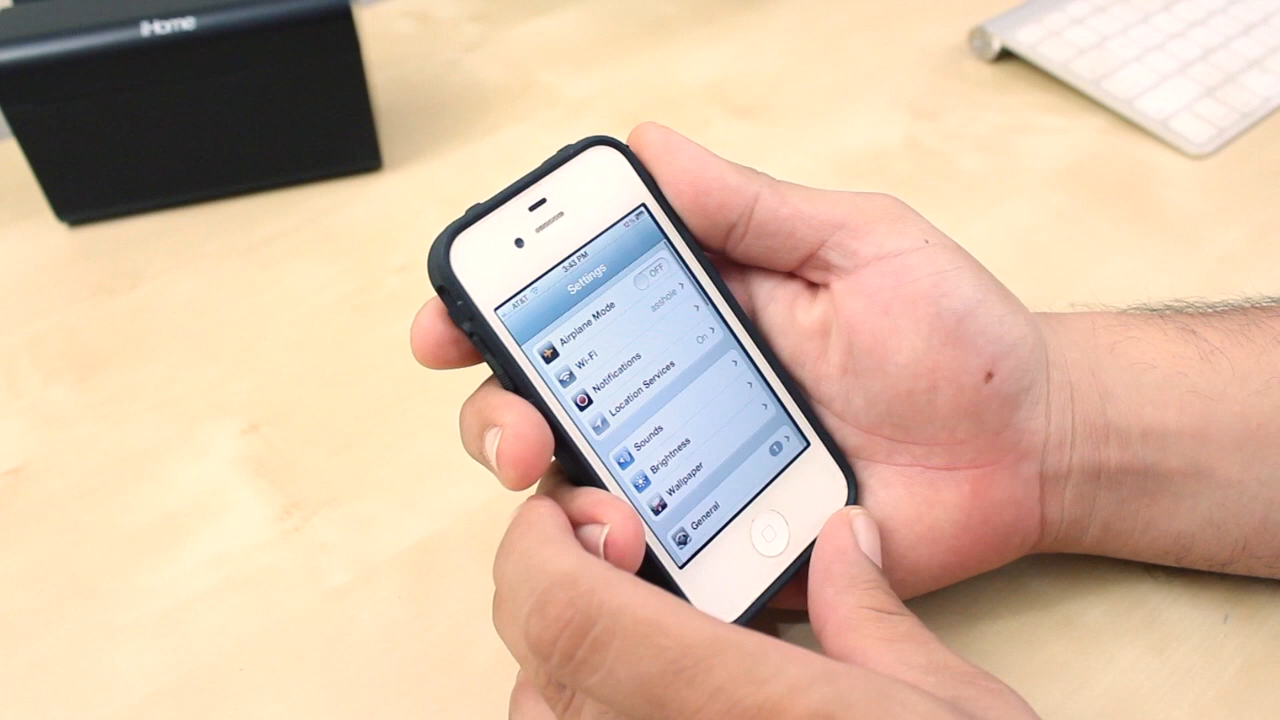 iHome
AT&T 3:43 PM 12%
Settings
Airplane Mode OFF
Wi-Fi asshole
Notifications
Location Services On
Sounds
Brightness
Wallpaper
General 1